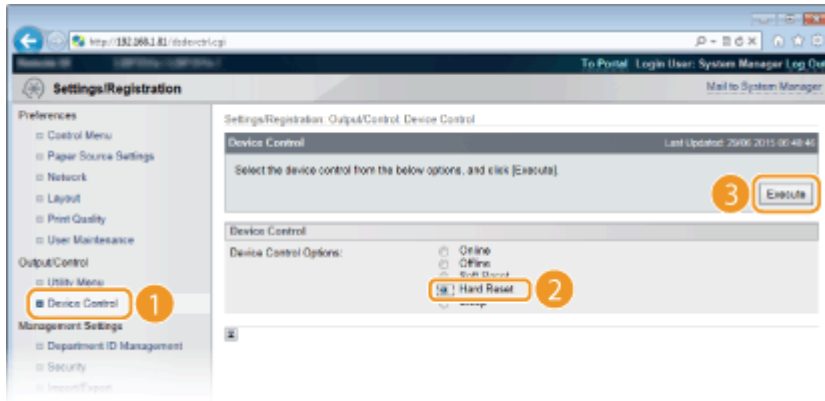 http://192.168.1.81/
To Portal Login User: System Manager Log Out
Settings/Registration
Mail to System Manager
Preferences
Control Menu
Paper Source Settings
Network
Layout
Print Quality
User Maintenance
Output/Control
Utility Menu
Device Control
1
Management Settings
Department ID Management
Security
Import/Export
Settings/Registration: Output/Control: Device Control
Device Control
Last Updated: 29/06 2015 06:48:46
Select the device control from the below options, and click [Execute].
3
Execute
Device Control
Device Control Options:
Online
Offline
Soft Reset
Hard Reset
2
Sleep